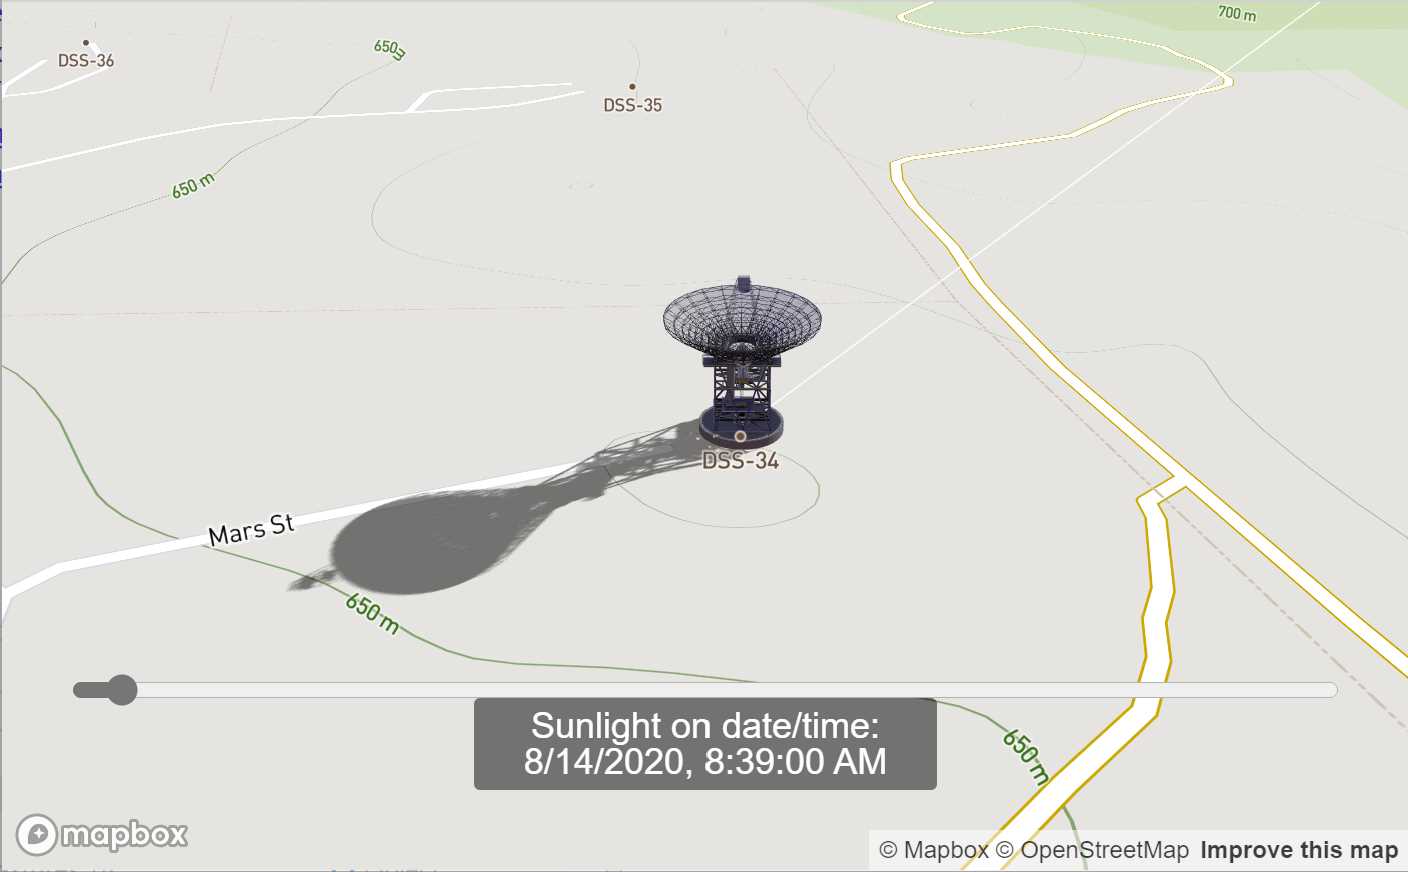 700 m
650 m
DSS-36
DSS-35
650 m
DSS-34
Mars St
650 m
Sunlight on date/time:
8/14/2020, 8:39:00 AM
650 m
mapbox
© Mapbox © OpenStreetMap Improve this map